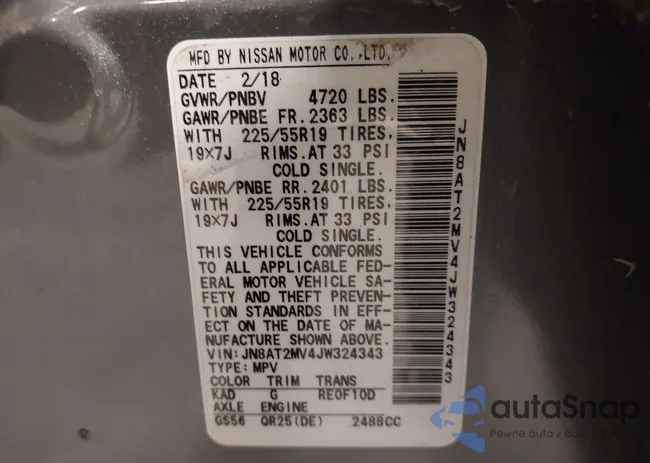 MFD BY NISSAN MOTOR CO.,LTD.
DATE 2/18
GVWR/PNBV 4720 LBS.
GAWR/PNBE FR. 2363 LBS.
WITH 225/55R19 TIRES,
19X7J RIMS.AT 33 PSI
COLD SINGLE.
GAWR/PNBE RR. 2401 LBS.
WITH 225/55R19 TIRES,
19X7J RIMS.AT 33 PSI
COLD SINGLE.
THIS VEHICLE CONFORMS
TO ALL APPLICABLE FED-
ERAL MOTOR VEHICLE SA-
FETY AND THEFT PREVEN-
TION STANDARDS IN EFF-
ECT ON THE DATE OF MA-
NUFACTURE SHOWN ABOVE.
VIN: JN8AT2MV4JW324343
TYPE: MPV
COLOR TRIM TRANS
KAD G RE0F10D
AXLE ENGINE
GS56 QR25(DE) 2488CC
JN8AT2MV4JW324343
autaSnap
Pewne auta z aukcji